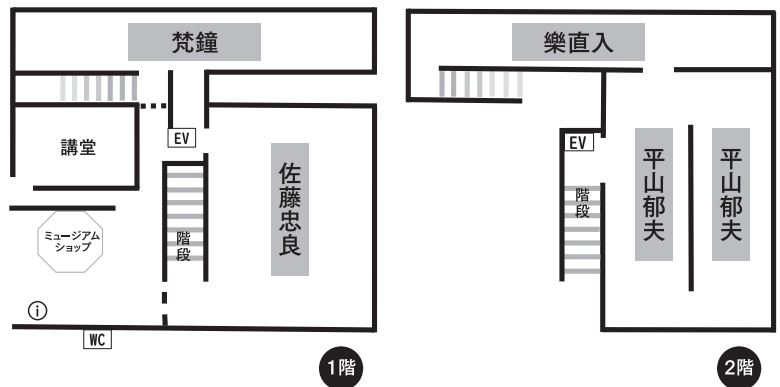 梵鐘
講堂
EV
佐藤忠良
階段
ミュージアム
ショップ
i
WC
1階
樂直入
EV
平山郁夫
平山郁夫
階段
2階